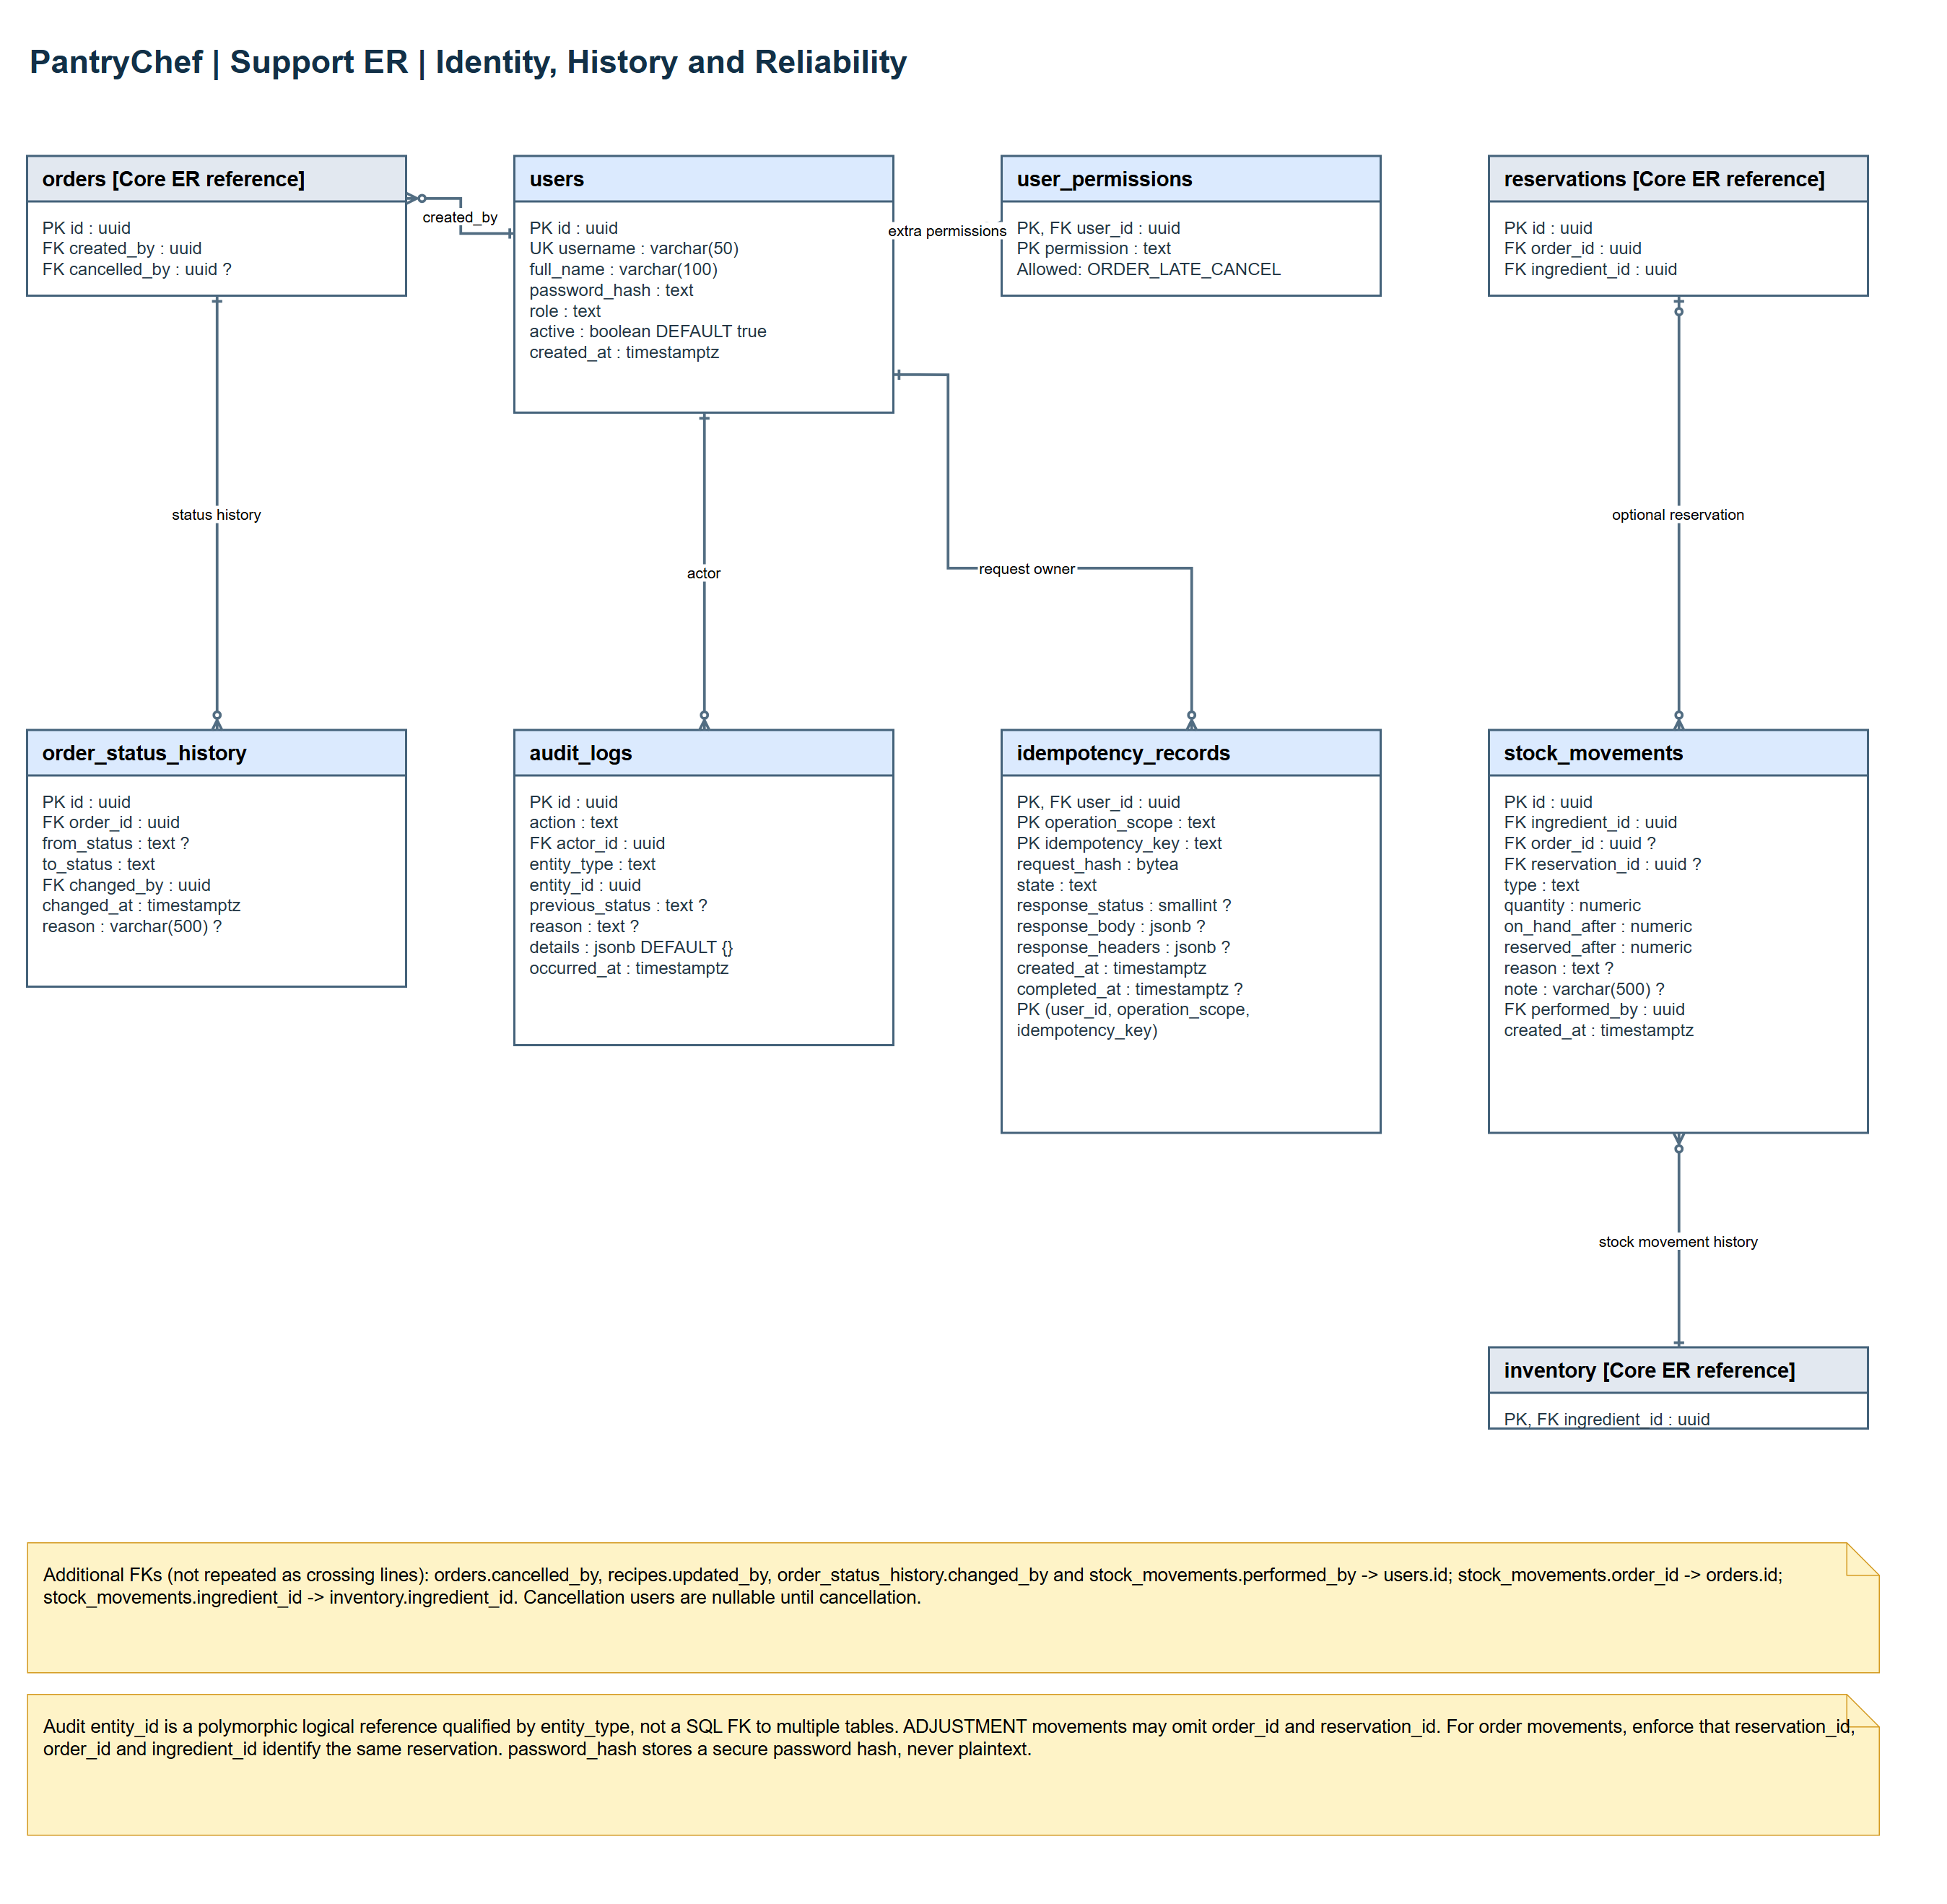 PantryChef | Support ER | Identity, History and Reliability
orders [Core ER reference]
PK id : uuid
FK created_by : uuid
FK cancelled_by : uuid ?
created_by
users
PK id : uuid
UK username : varchar(50)
full_name : varchar(100)
password_hash : text
role : text
active : boolean DEFAULT true
created_at : timestamptz
extra permissions
user_permissions
PK, FK user_id : uuid
PK permission : text
Allowed: ORDER_LATE_CANCEL
reservations [Core ER reference]
PK id : uuid
FK order_id : uuid
FK ingredient_id : uuid
status history
actor
request owner
optional reservation
order_status_history
PK id : uuid
FK order_id : uuid
from_status : text ?
to_status : text
FK changed_by : uuid
changed_at : timestamptz
reason : varchar(500) ?
audit_logs
PK id : uuid
action : text
FK actor_id : uuid
entity_type : text
entity_id : uuid
previous_status : text ?
reason : text ?
details : jsonb DEFAULT {}
occurred_at : timestamptz
idempotency_records
PK, FK user_id : uuid
PK operation_scope : text
PK idempotency_key : text
request_hash : bytea
state : text
response_status : smallint ?
response_body : jsonb ?
response_headers : jsonb ?
created_at : timestamptz
completed_at : timestamptz ?
PK (user_id, operation_scope,
idempotency_key)
stock_movements
PK id : uuid
FK ingredient_id : uuid
FK order_id : uuid ?
FK reservation_id : uuid ?
type : text
quantity : numeric
on_hand_after : numeric
reserved_after : numeric
reason : text ?
note : varchar(500) ?
FK performed_by : uuid
created_at : timestamptz
stock movement history
inventory [Core ER reference]
PK, FK ingredient_id : uuid
Additional FKs (not repeated as crossing lines): orders.cancelled_by, recipes.updated_by, order_status_history.changed_by and stock_movements.performed_by -> users.id; stock_movements.order_id -> orders.id;
stock_movements.ingredient_id -> inventory.ingredient_id. Cancellation users are nullable until cancellation.
Audit entity_id is a polymorphic logical reference qualified by entity_type, not a SQL FK to multiple tables. ADJUSTMENT movements may omit order_id and reservation_id. For order movements, enforce that reservation_id,
order_id and ingredient_id identify the same reservation. password_hash stores a secure password hash, never plaintext.